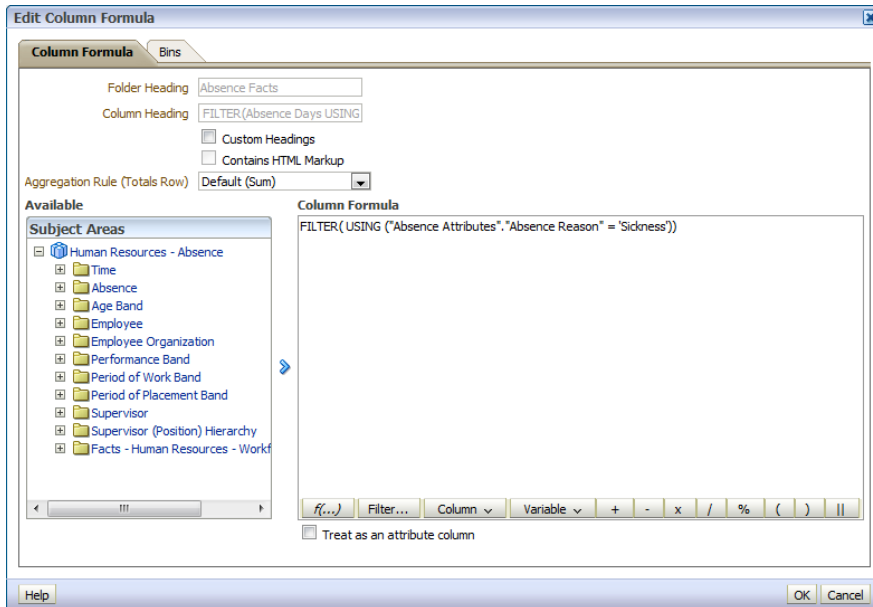 Edit Column Formula
Column Formula
Bins
Folder Heading Absence Facts
Column Heading FILTER(Absence Days USING
Custom Headings
Contains HTML Markup
Aggregation Rule (Totals Row) Default (Sum)
Available
Column Formula
Subject Areas
Human Resources - Absence
Time
Absence
Age Band
Employee
Employee Organization
Performance Band
Period of Work Band
Period of Placement Band
Supervisor
Supervisor (Position) Hierarchy
Facts - Human Resources - Workf
FILTER( USING ("Absence Attributes"."Absence Reason" = 'Sickness'))
f(...) Filter... Column Variable + - x / % ( ) ||
Treat as an attribute column
Help OK Cancel